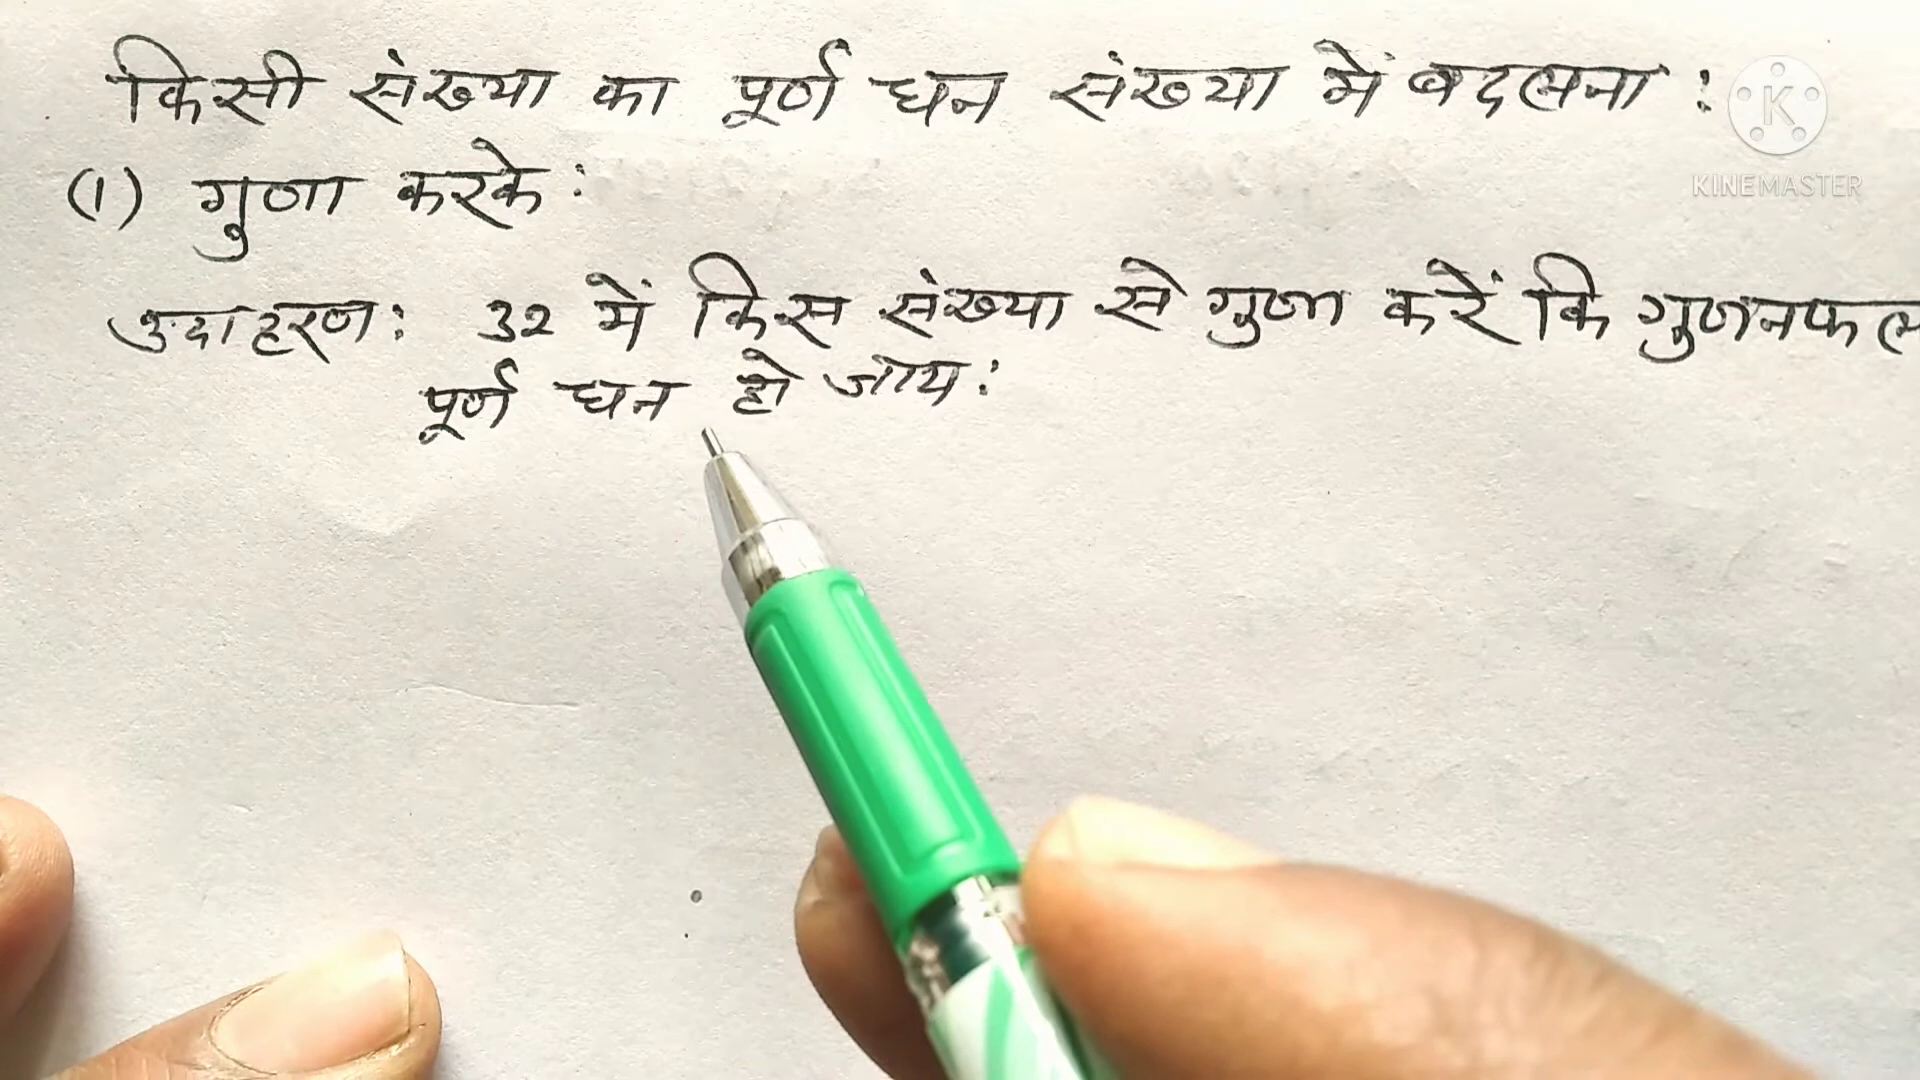 किसी संख्या का पूर्ण घन संख्या में बदलना :
(1) गुणा करके :
उदाहरण : 32 में किस संख्या से गुणा करें कि गुणनफल
पूर्ण घन हो जाय :
K
KINEMASTER